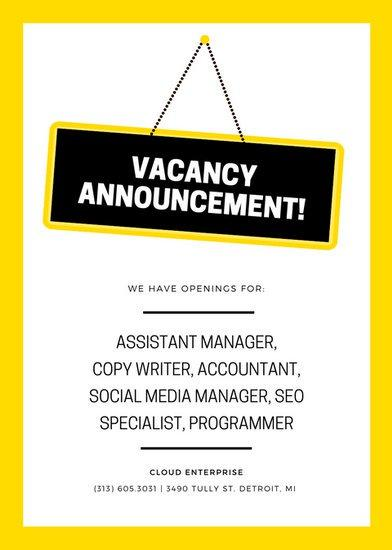 VACANCY
ANNOUNCEMENT!
WE HAVE OPENINGS FOR:
ASSISTANT MANAGER,
COPY WRITER, ACCOUNTANT,
SOCIAL MEDIA MANAGER, SEO
SPECIALIST, PROGRAMMER
CLOUD ENTERPRISE
(313) 605.3031 | 3490 TULLY ST. DETROIT, MI